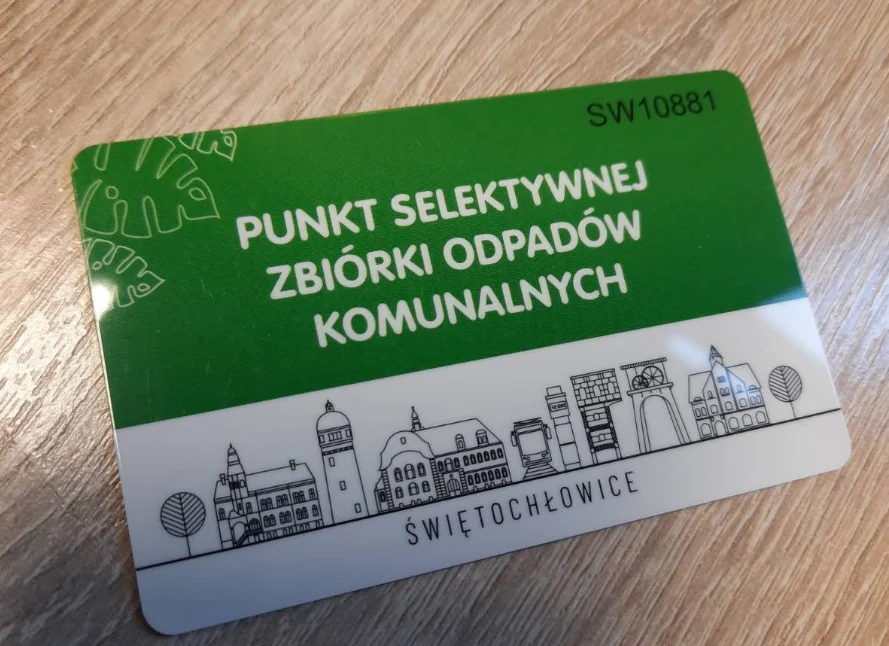 SW10881
PUNKT SELEKTYWNEJ
ZBIÓRKI ODPADÓW
KOMUNALNYCH
ŚWIĘTOCHŁOWICE